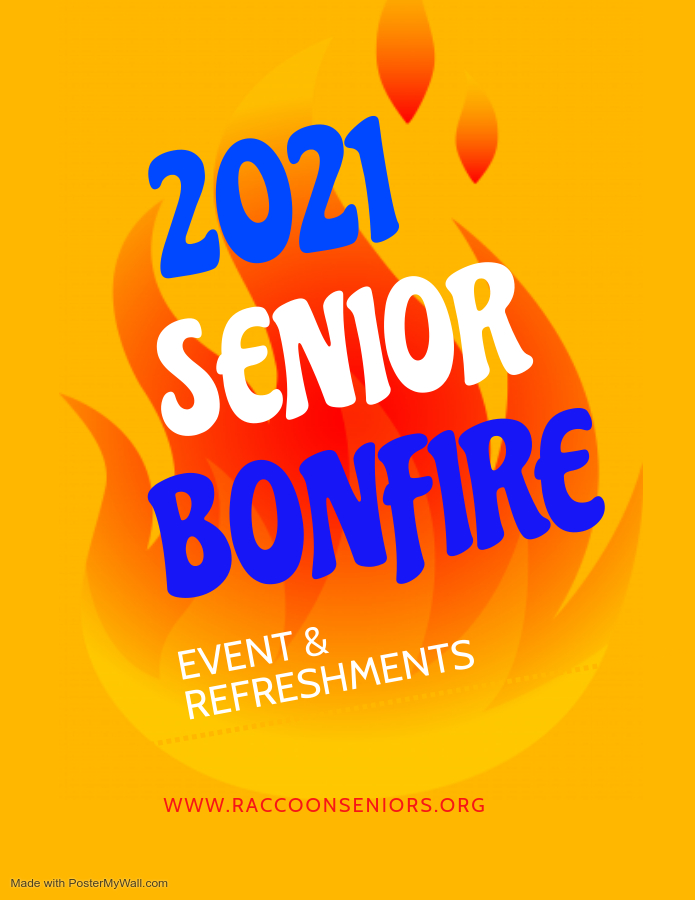 2021
SENIOR
BONFIRE
EVENT &
REFRESHMENTS
WWW.RACCOONSENIORS.ORG
Made with PosterMyWall.com